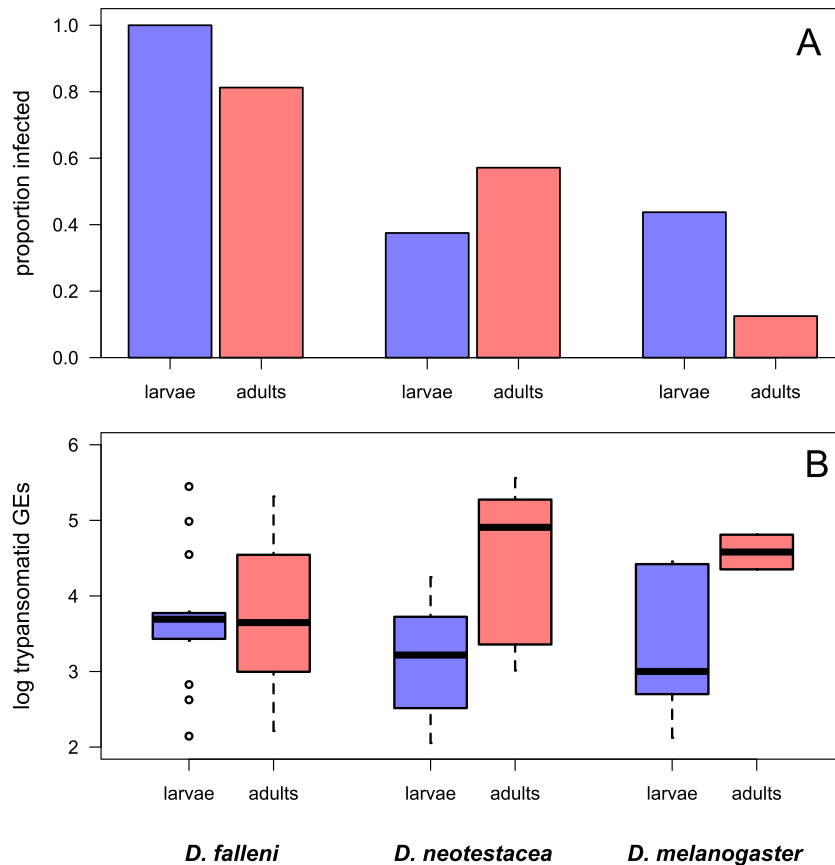 A
proportion infected
1.0
0.8
0.6
0.4
0.2
0.0
larvae adults larvae adults larvae adults
B
log trypansomatid GEs
6
5
4
3
2
larvae adults larvae adults larvae adults
D. falleni D. neotestacea D. melanogaster